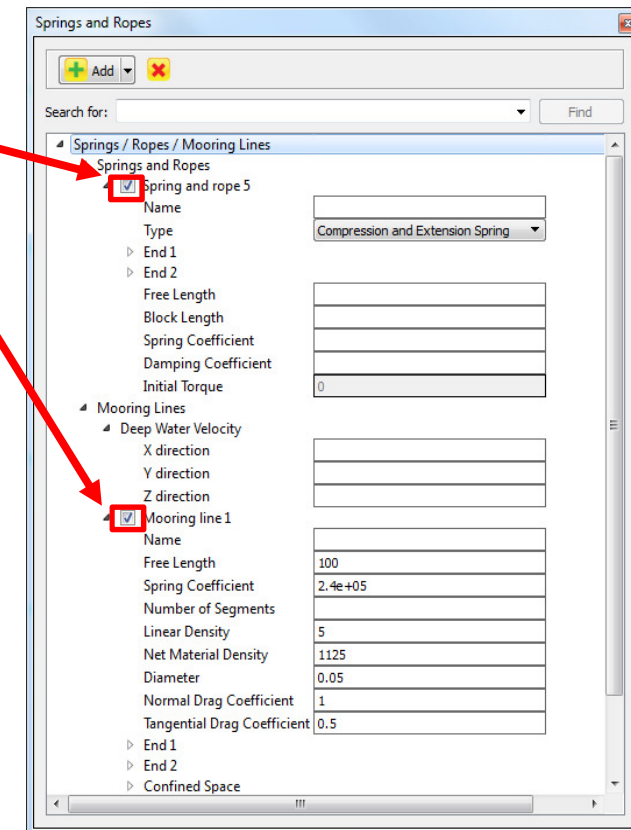 Springs and Ropes
Add
Search for:
Find
Springs / Ropes / Mooring Lines
Springs and Ropes
Spring and rope 5
Name
Type Compression and Extension Spring
End 1
End 2
Free Length
Block Length
Spring Coefficient
Damping Coefficient
Initial Torque 0
Mooring Lines
Deep Water Velocity
X direction
Y direction
Z direction
Mooring line 1
Name
Free Length 100
Spring Coefficient 2.4e+05
Number of Segments
Linear Density 5
Net Material Density 1125
Diameter 0.05
Normal Drag Coefficient 1
Tangential Drag Coefficient 0.5
End 1
End 2
Confined Space